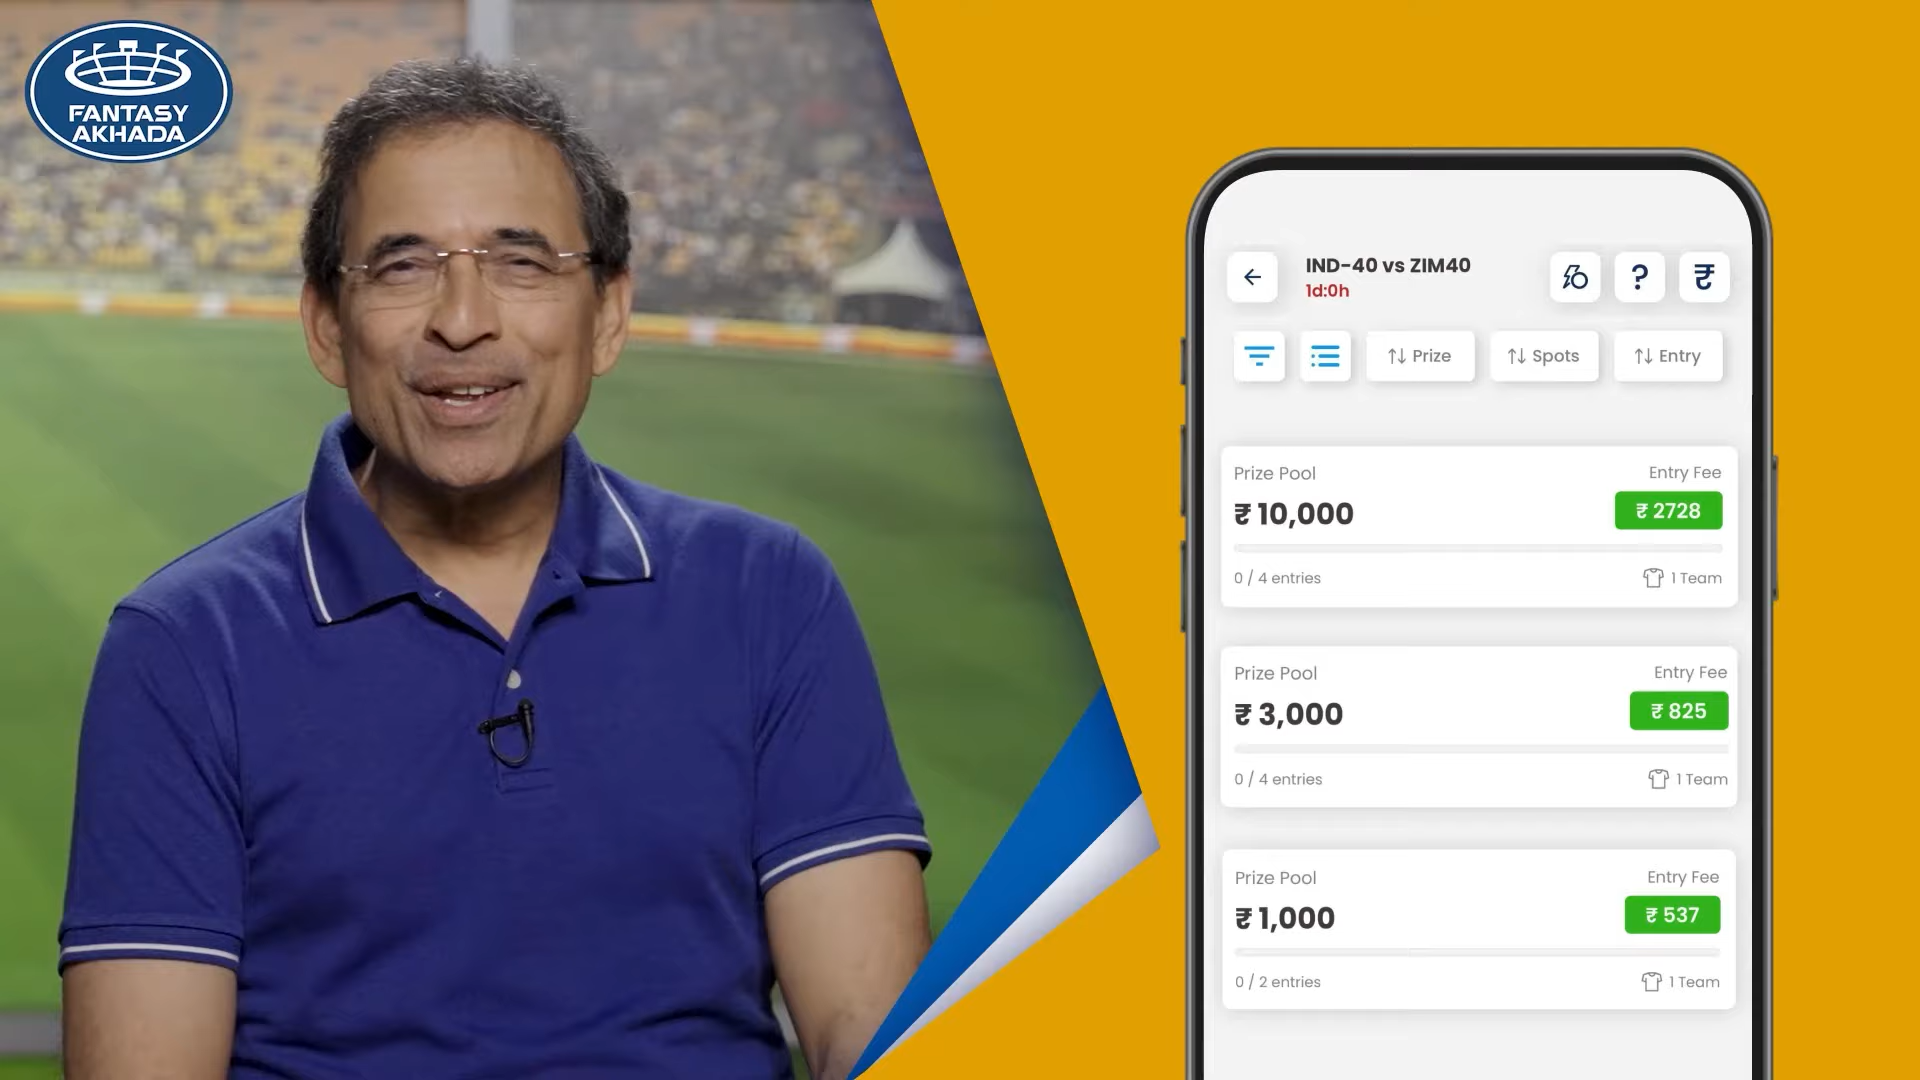 FANTASY
AKHADA
IND-40 vs ZIM40
1d:0h
?
₹
↑↓ Prize
↑↓ Spots
↑↓ Entry
Prize Pool
Entry Fee
₹ 10,000
₹ 2728
0 / 4 entries
1 Team
Prize Pool
Entry Fee
₹ 3,000
₹ 825
0 / 4 entries
1 Team
Prize Pool
Entry Fee
₹ 1,000
₹ 537
0 / 2 entries
1 Team